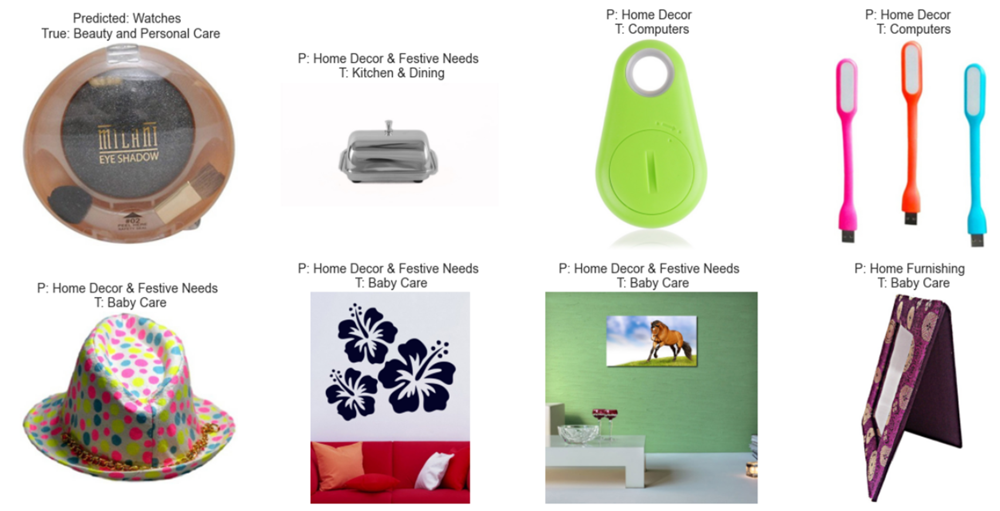 Predicted: Watches
True: Beauty and Personal Care
P: Home Decor & Festive Needs
T: Kitchen & Dining
P: Home Decor
T: Computers
P: Home Decor
T: Computers
MILANI
EYE SHADOW
#02
PEEL HERE
SAFETY SEAL
P: Home Decor & Festive Needs
T: Baby Care
P: Home Decor & Festive Needs
T: Baby Care
P: Home Decor & Festive Needs
T: Baby Care
P: Home Furnishing
T: Baby Care